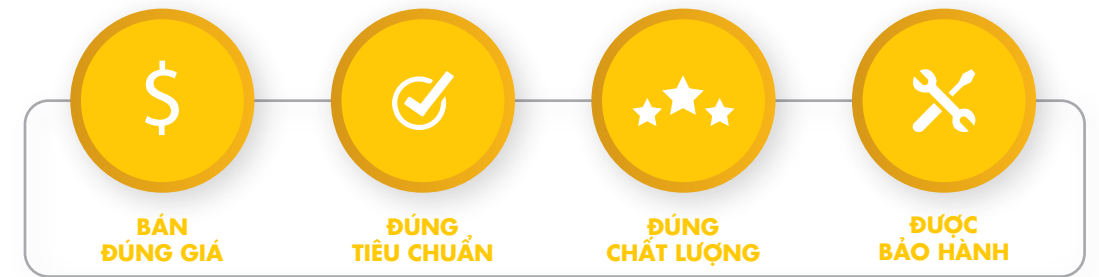 BÁN
ĐÚNG GIÁ
ĐÚNG
TIÊU CHUẨN
ĐÚNG
CHẤT LƯỢNG
ĐƯỢC
BẢO HÀNH